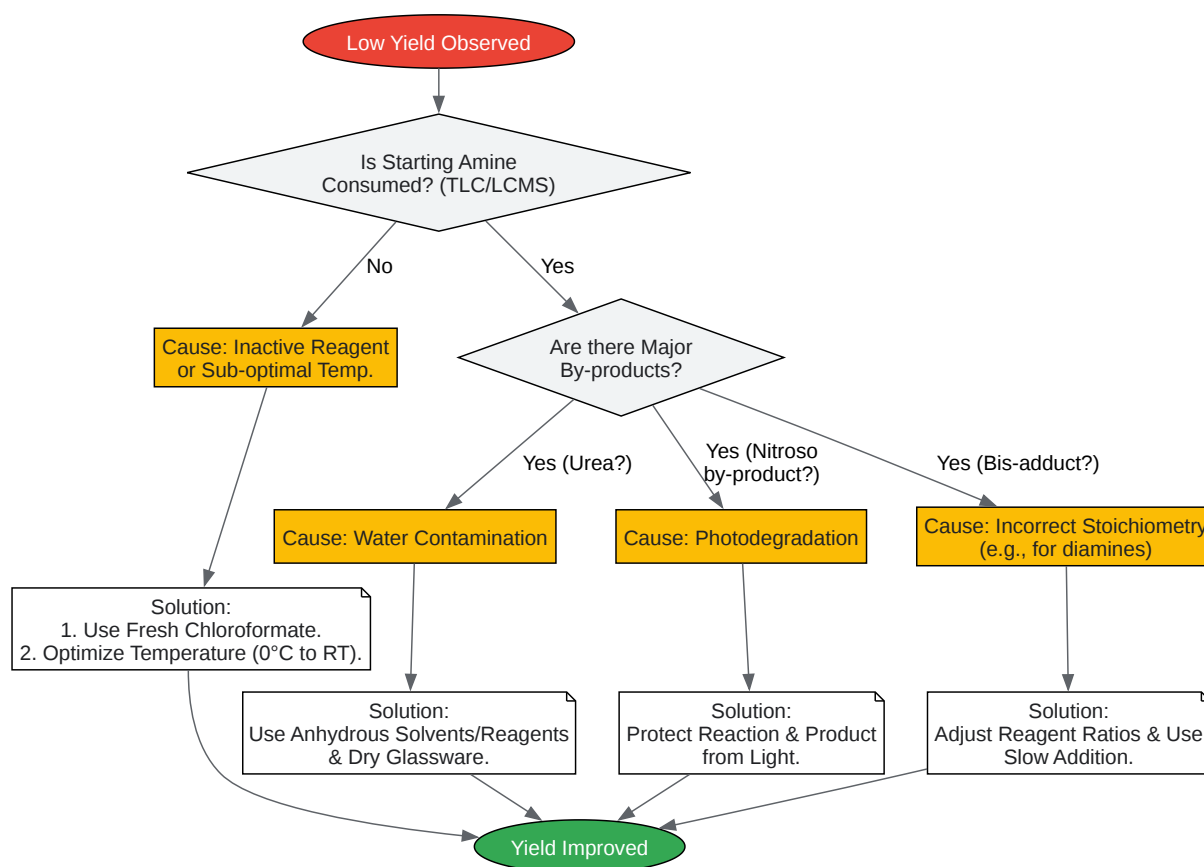 Low Yield Observed
Is Starting Amine
Consumed? (TLC/LCMS)
No
Yes
Cause: Inactive Reagent
or Sub-optimal Temp.
Are there Major
By-products?
Yes (Urea?)
Yes (Nitroso
by-product?)
Yes (Bis-adduct?)
Cause: Water Contamination
Cause: Photodegradation
Cause: Incorrect Stoichiometry
(e.g., for diamines)
Solution:
1. Use Fresh Chloroformate.
2. Optimize Temperature (0°C to RT).
Solution:
Use Anhydrous Solvents/Reagents
& Dry Glassware.
Solution:
Protect Reaction & Product
from Light.
Solution:
Adjust Reagent Ratios & Use
Slow Addition.
Yield Improved